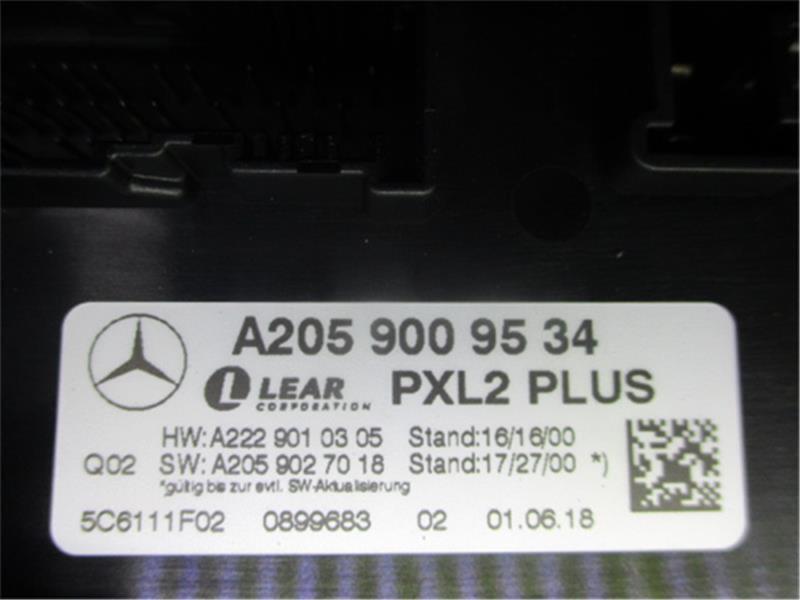 A205 900 95 34
LEAR CORPORATION PXL2 PLUS
HW:A222 901 03 05 Stand:16/16/00
Q02 SW:A205 902 70 18 Stand:17/27/00 *)
*gültig bis zur evtl. SW-Aktualisierung
5C6111F02 0899683 02 01.06.18